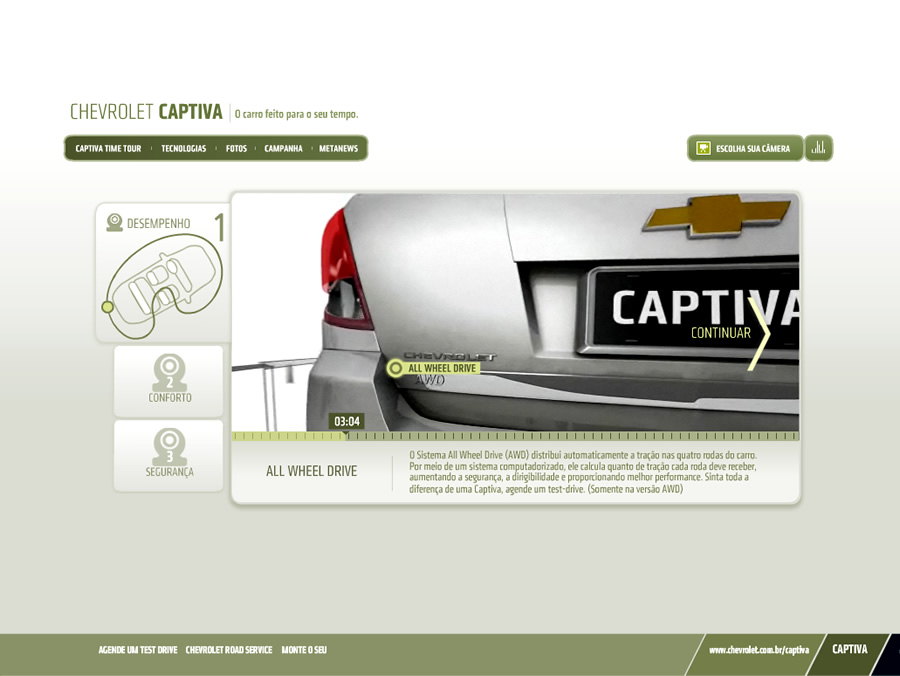 CHEVROLET CAPTIVA O carro feito para o seu tempo.
CAPTIVA TIME TOUR TECNOLOGIAS FOTOS CAMPANHA METANEWS
ESCOLHA SUA CÂMERA
DESEMPENHO 1
2
CONFORTO
3
SEGURANÇA
CAPTIVA
CONTINUAR
CHEVROLET
ALL WHEEL DRIVE
AWD
03:04
ALL WHEEL DRIVE
O Sistema All Wheel Drive (AWD) distribui automaticamente a tração nas quatro rodas do carro.
Por meio de um sistema computadorizado, ele calcula quanto de tração cada roda deve receber,
aumentando a segurança, a dirigibilidade e proporcionando melhor performance. Sinta toda a
diferença de uma Captiva, agende um test-drive. (Somente na versão AWD)
AGENDE UM TEST DRIVE CHEVROLET ROAD SERVICE MONTE O SEU
www.chevrolet.com.br/captiva CAPTIVA